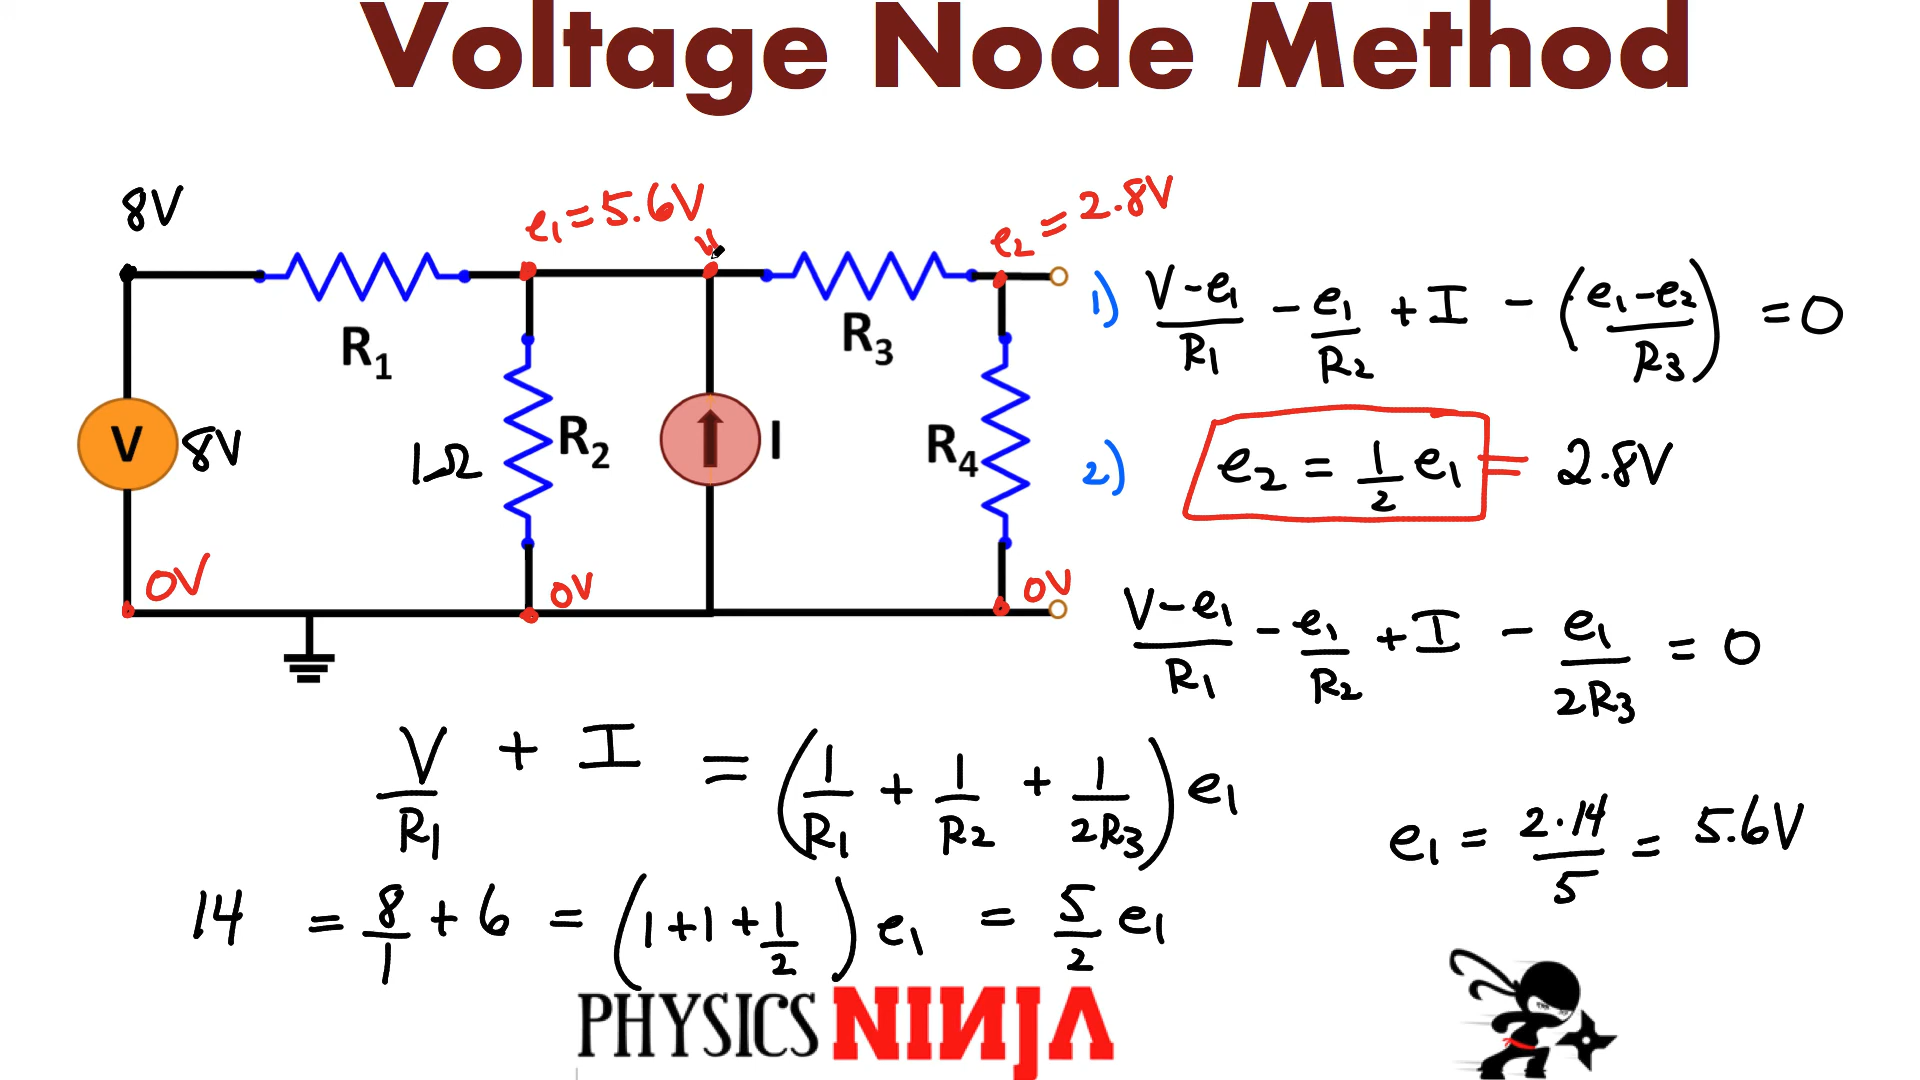 Voltage Node Method
8V
e₁ = 5.6V
e₂ = 2.8V
R₁
R₃
1) (V - e₁)/R₁ - e₁/R₂ + I - ((e₁ - e₂)/R₃) = 0
V
8V
1Ω
R₂
I
R₄
2) e₂ = 1/2 e₁ = 2.8V
0V
0V
0V
(V - e₁)/R₁ - e₁/R₂ + I - e₁/2R₃ = 0
V/R₁ + I = (1/R₁ + 1/R₂ + 1/2R₃) e₁
e₁ = 2·14/5 = 5.6V
14 = 8/1 + 6 = (1 + 1 + 1/2) e₁ = 5/2 e₁
PHYSICS NINJA